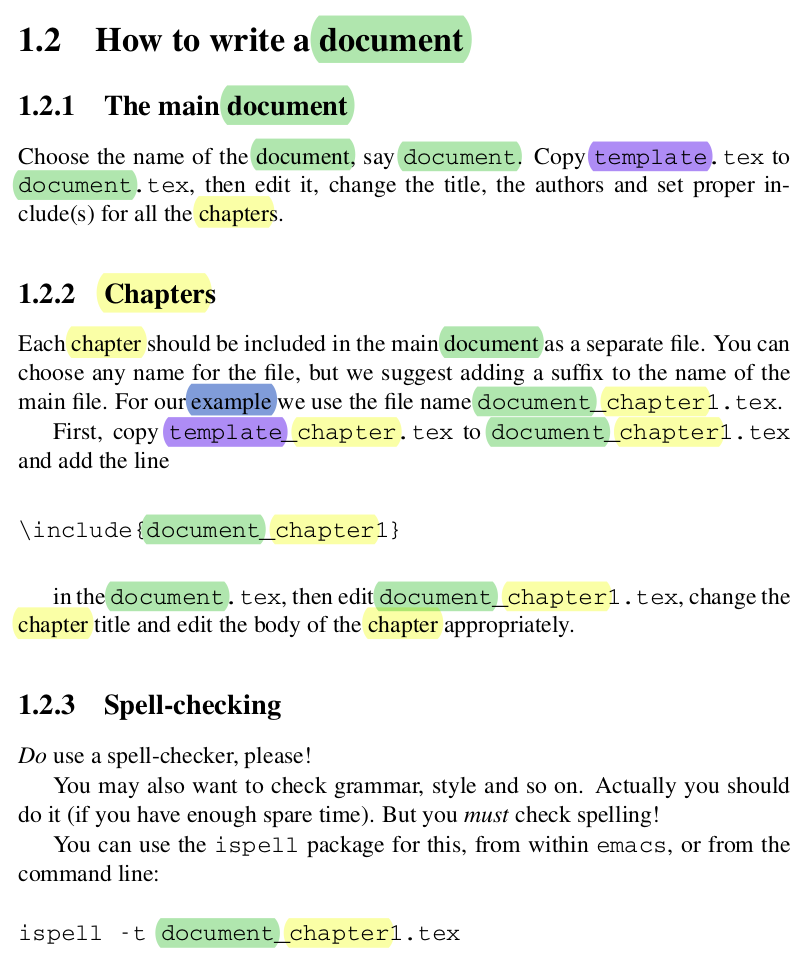 1.2 How to write a document
1.2.1 The main document
Choose the name of the document, say document. Copy template.tex to
document.tex, then edit it, change the title, the authors and set proper in-
clude(s) for all the chapters.
1.2.2 Chapters
Each chapter should be included in the main document as a separate file. You can
choose any name for the file, but we suggest adding a suffix to the name of the
main file. For our example we use the file name document_chapter1.tex.
First, copy template_chapter.tex to document_chapter1.tex
and add the line
\include{document_chapter1}
in the document.tex, then edit document_chapter1.tex, change the
chapter title and edit the body of the chapter appropriately.
1.2.3 Spell-checking
Do use a spell-checker, please!
You may also want to check grammar, style and so on. Actually you should
do it (if you have enough spare time). But you must check spelling!
You can use the ispell package for this, from within emacs, or from the
command line:
ispell -t document_chapter1.tex